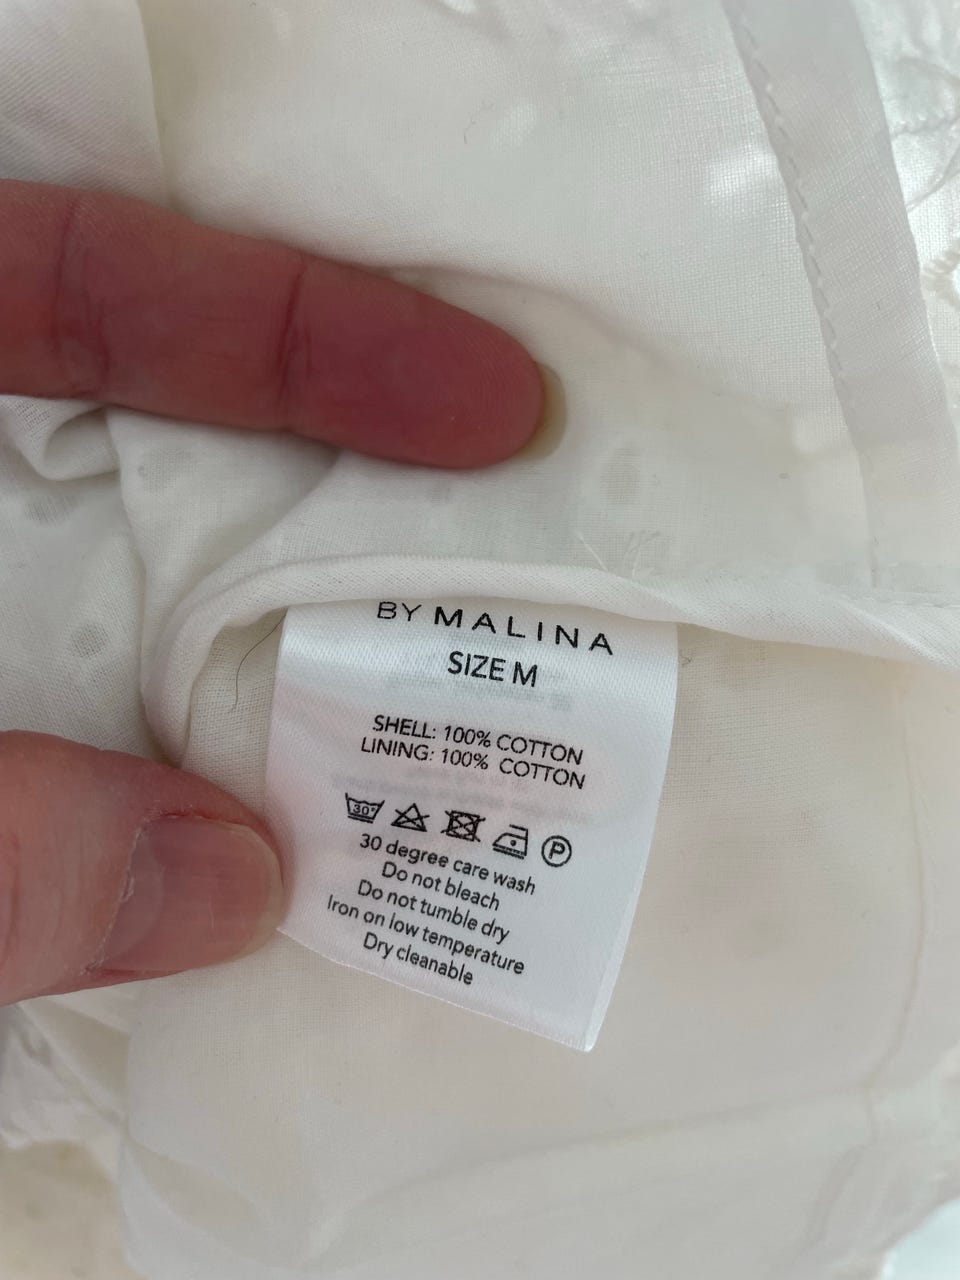 BY MALINA
SIZE M
SHELL: 100% COTTON
LINING: 100% COTTON
30°
P
30 degree care wash
Do not bleach
Do not tumble dry
Iron on low temperature
Dry cleanable